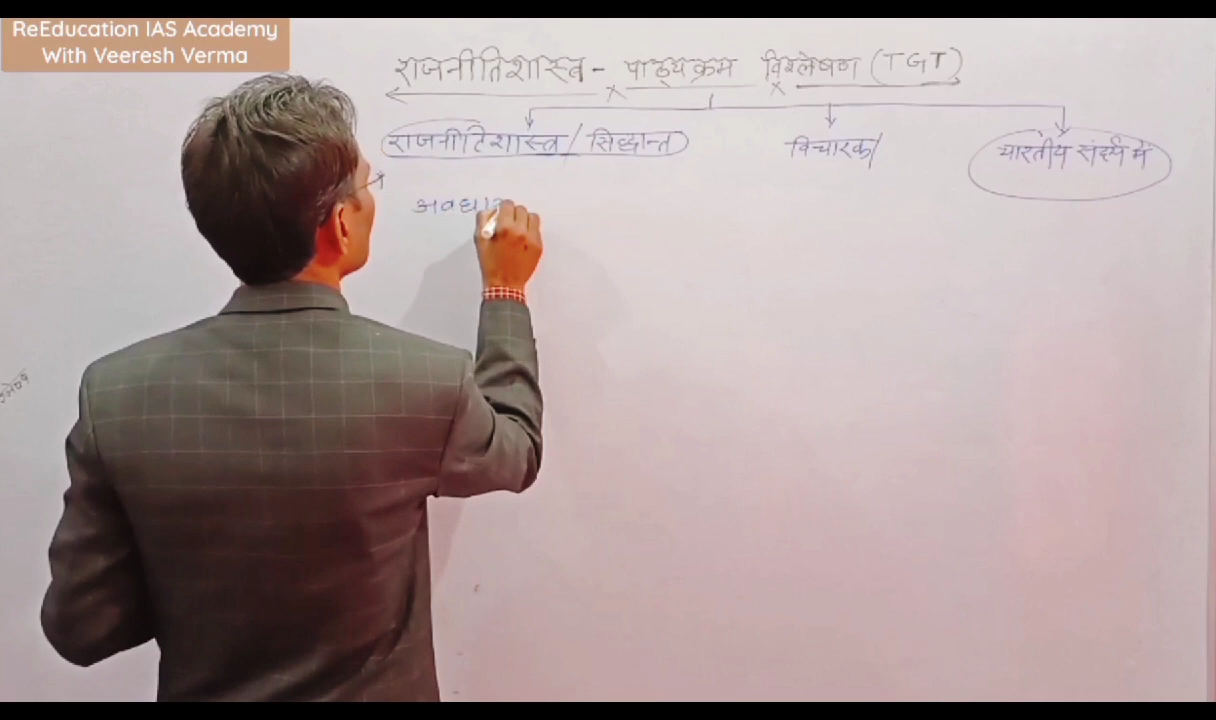 ReEducation IAS Academy
With Veeresh Verma
राजनीतिशास्त्र - पाठ्यक्रम विश्लेषण (TGT)
राजनीतिशास्त्र / सिद्धान्त विचारक/ भारतीय संदर्भ में